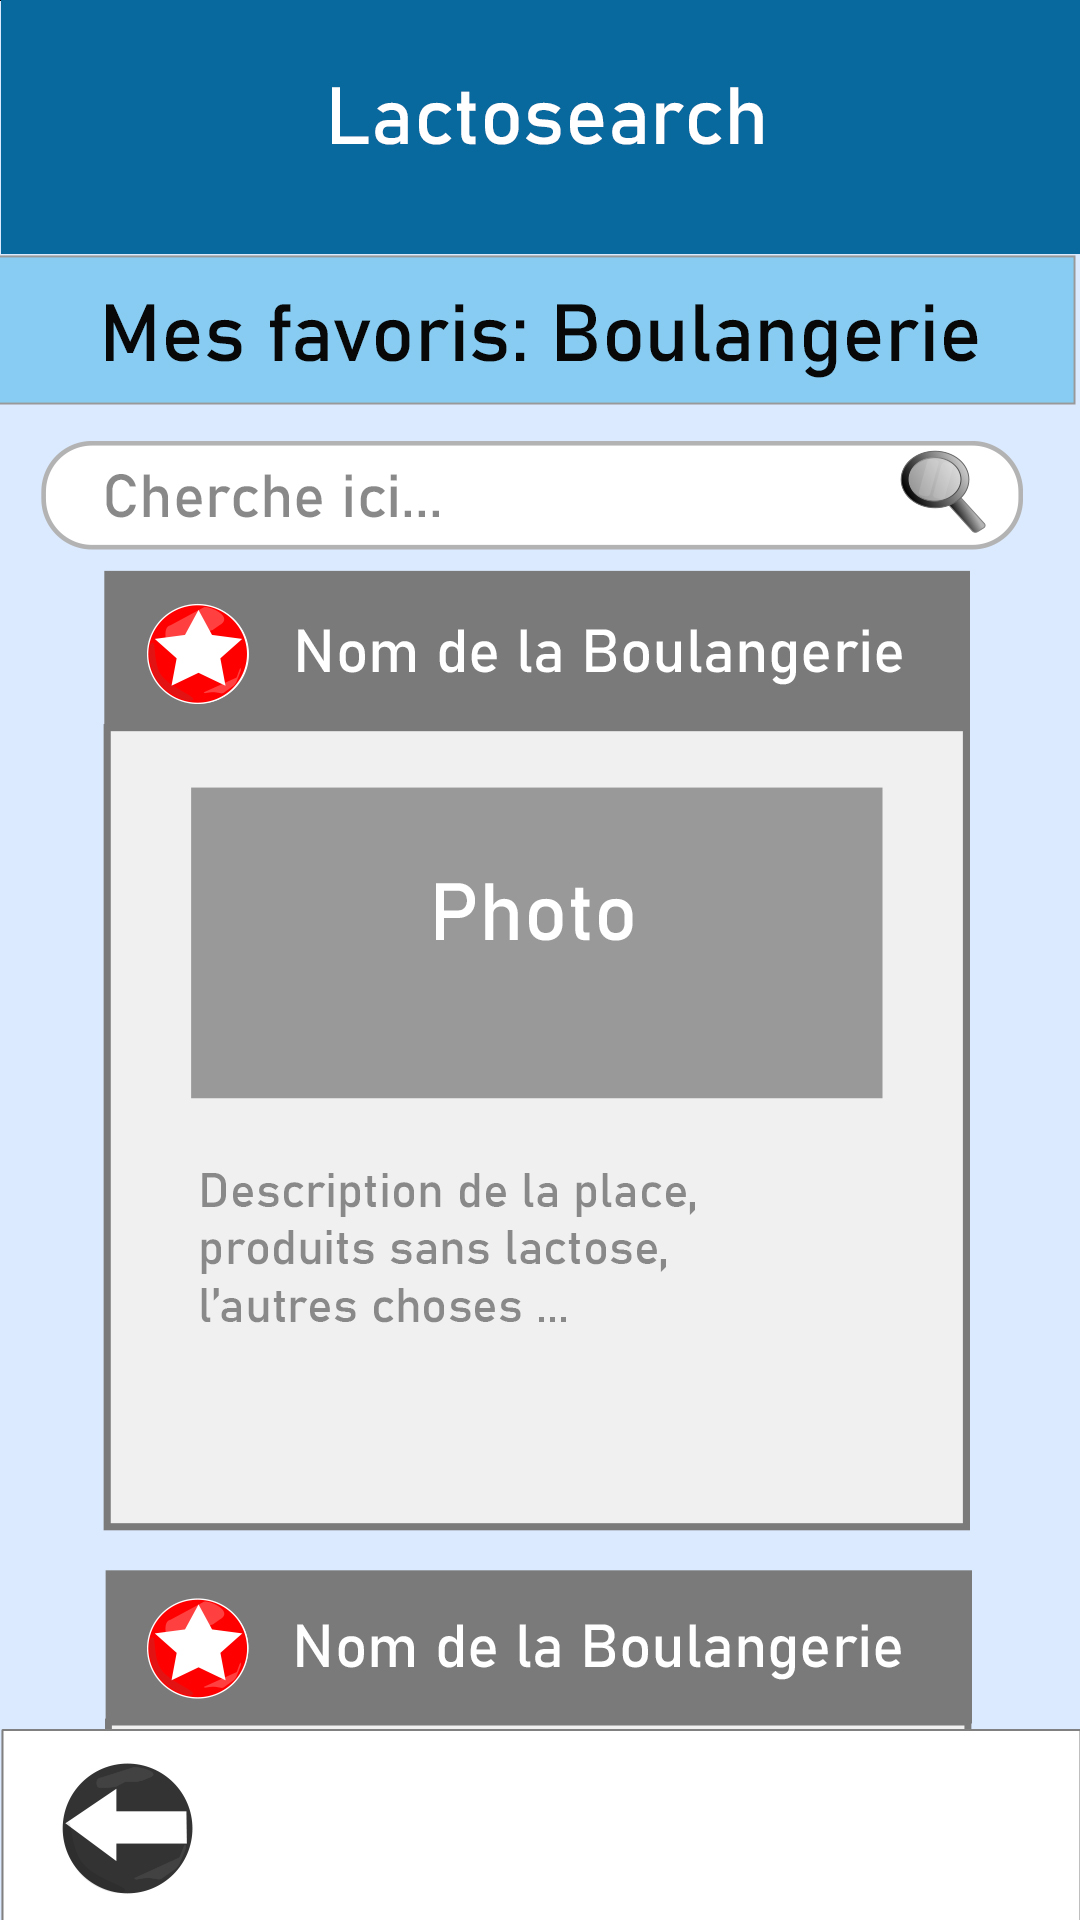 Lactosearch
Mes favoris: Boulangerie
Cherche ici...
Nom de la Boulangerie
Photo
Description de la place,
produits sans lactose,
l'autres choses ...
Nom de la Boulangerie